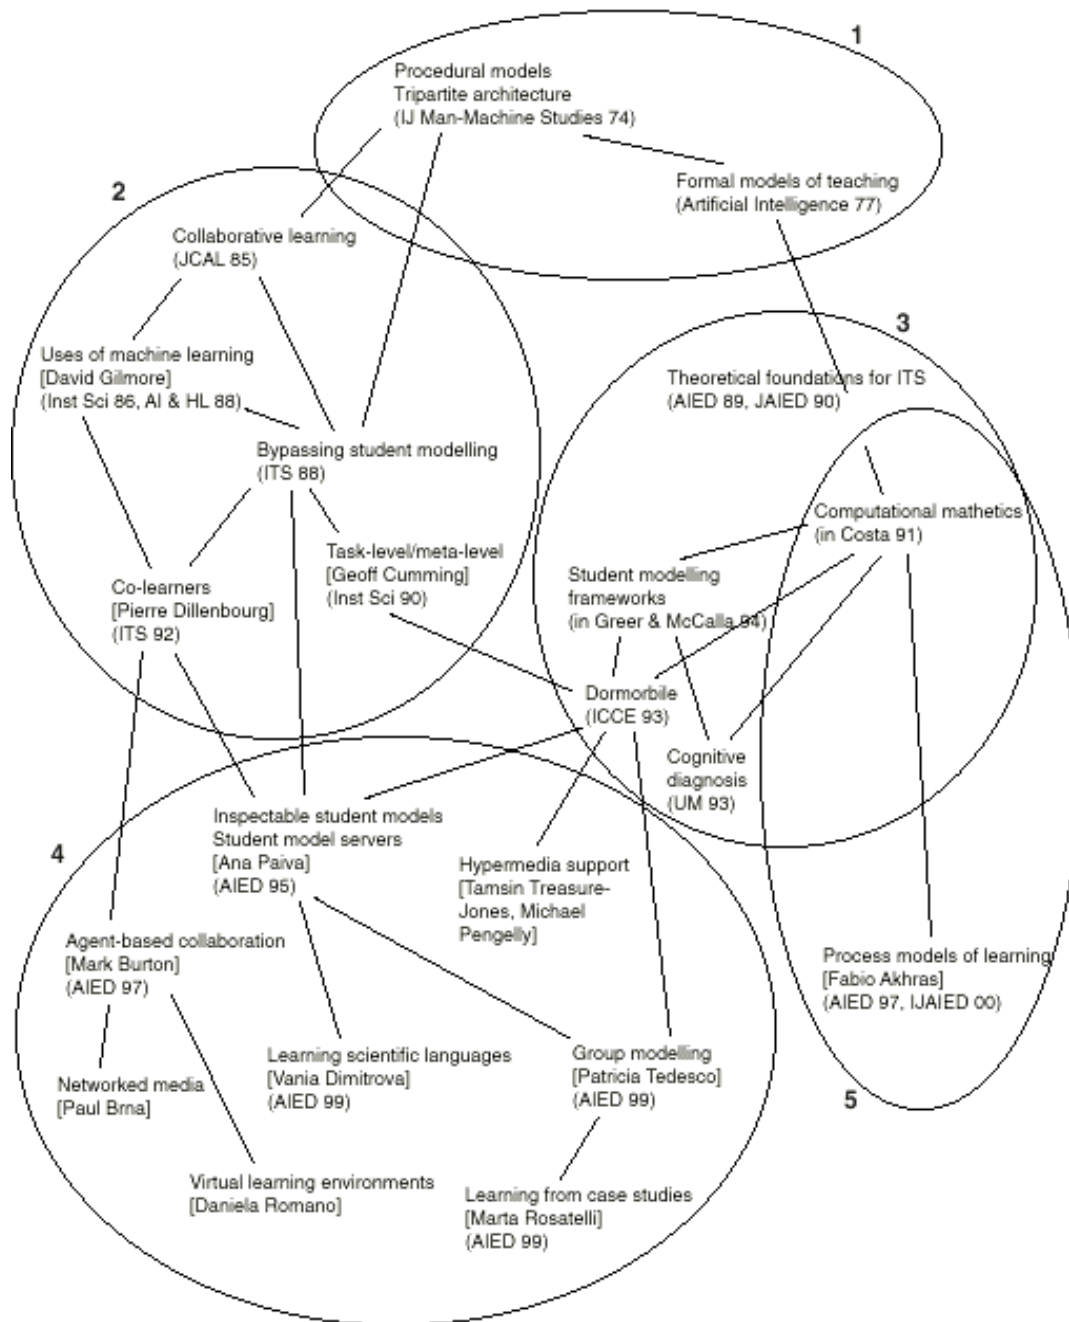 1
Procedural models
Tripartite architecture
(IJ Man-Machine Studies 74)
Formal models of teaching
(Artificial Intelligence 77)
2
Collaborative learning
(JCAL 85)
Uses of machine learning
[David Gilmore]
(Inst Sci 86, AI & HL 88)
Bypassing student modelling
(ITS 88)
Task-level/meta-level
[Geoff Cumming]
(Inst Sci 90)
Co-learners
[Pierre Dillenbourg]
(ITS 92)
3
Theoretical foundations for ITS
(AIED 89, JAIED 90)
Computational mathetics
(in Costa 91)
Student modelling
frameworks
(in Greer & McCalla 94)
Dormorbile
(ICCE 93)
Cognitive
diagnosis
(UM 93)
4
Inspectable student models
Student model servers
[Ana Paiva]
(AIED 95)
Hypermedia support
[Tamsin Treasure-
Jones, Michael
Pengelly]
Agent-based collaboration
[Mark Burton]
(AIED 97)
Process models of learning
[Fabio Akhras]
(AIED 97, IJAIED 00)
Learning scientific languages
[Vania Dimitrova]
(AIED 99)
Group modelling
[Patricia Tedesco]
(AIED 99)
Networked media
[Paul Brna]
5
Virtual learning environments
[Daniela Romano]
Learning from case studies
[Marta Rosatelli]
(AIED 99)